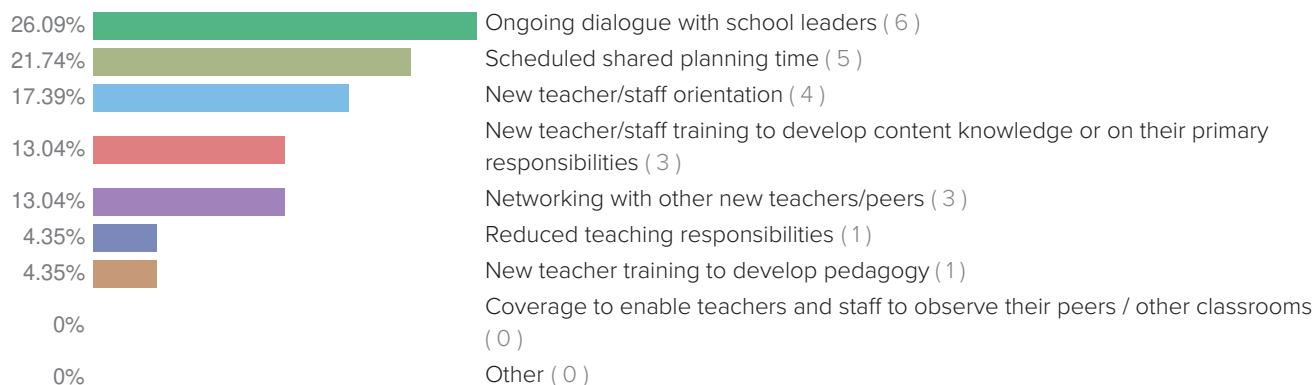 26.09% Ongoing dialogue with school leaders ( 6 )
21.74% Scheduled shared planning time ( 5 )
17.39% New teacher/staff orientation ( 4 )
New teacher/staff training to develop content knowledge or on their primary
13.04% responsibilities ( 3 )
13.04% Networking with other new teachers/peers ( 3 )
4.35% Reduced teaching responsibilities ( 1 )
4.35% New teacher training to develop pedagogy ( 1 )
Coverage to enable teachers and staff to observe their peers / other classrooms
0% ( 0 )
0% Other ( 0 )